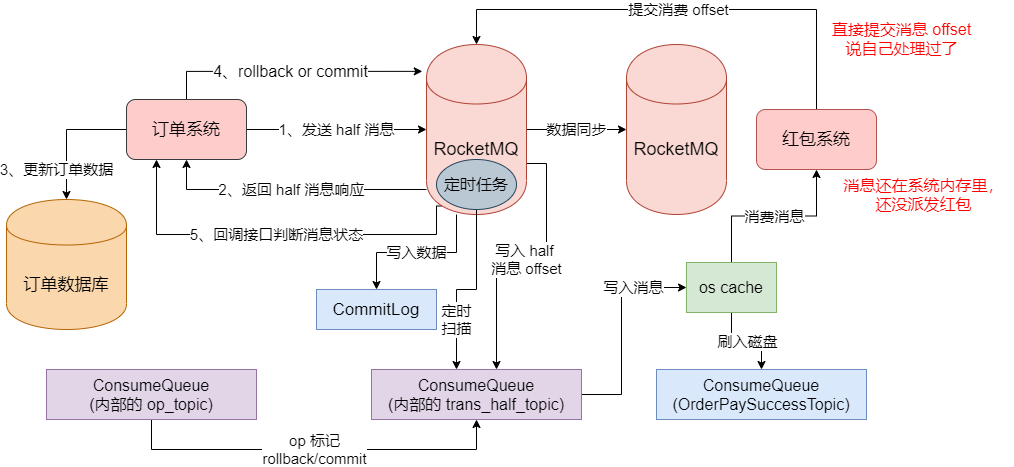 提交消费 offset
直接提交消息 offset
说自己处理过了
4、rollback or commit
订单系统
1、发送 half 消息
RocketMQ
数据同步
RocketMQ
红包系统
3、更新订单数据
定时任务
2、返回 half 消息响应
消息还在系统内存里，
还没派发红包
消费消息
5、回调接口判断消息状态
写入数据
写入 half
消息 offset
订单数据库
CommitLog
定时
扫描
写入消息
os cache
刷入磁盘
ConsumeQueue
(内部的 op_topic)
ConsumeQueue
(内部的 trans_half_topic)
ConsumeQueue
(OrderPaySuccessTopic)
op 标记
rollback/commit